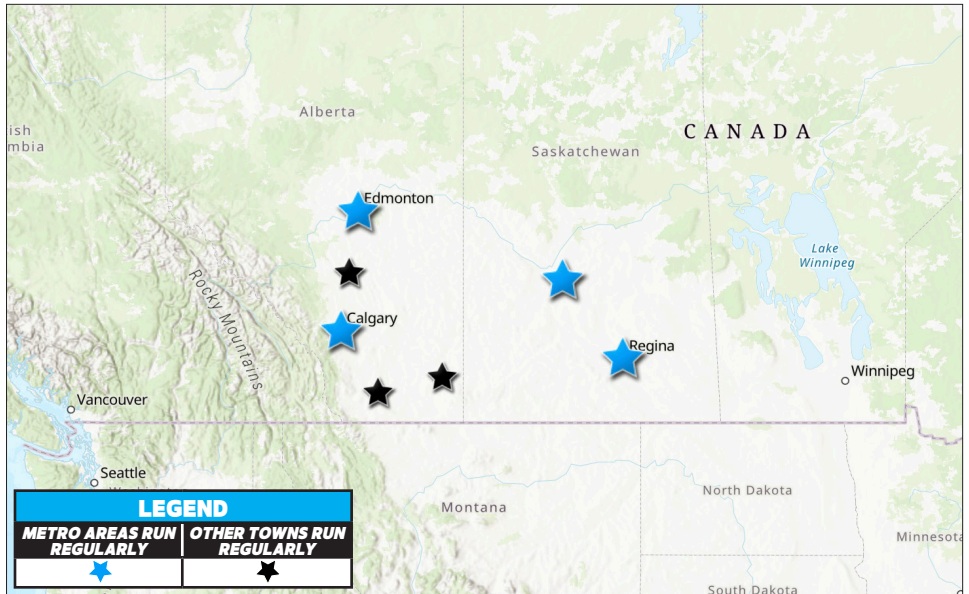 Alberta
CANADA
ish
mbia
Saskatchewan
Edmonton
Lake
Winnipeg
Rocky Mountains
Calgary
Regina
Winnipeg
Vancouver
Seattle
North Dakota
Montana
Minnesota
South Dakota
LEGEND
METRO AREAS RUN
REGULARLY
OTHER TOWNS RUN
REGULARLY